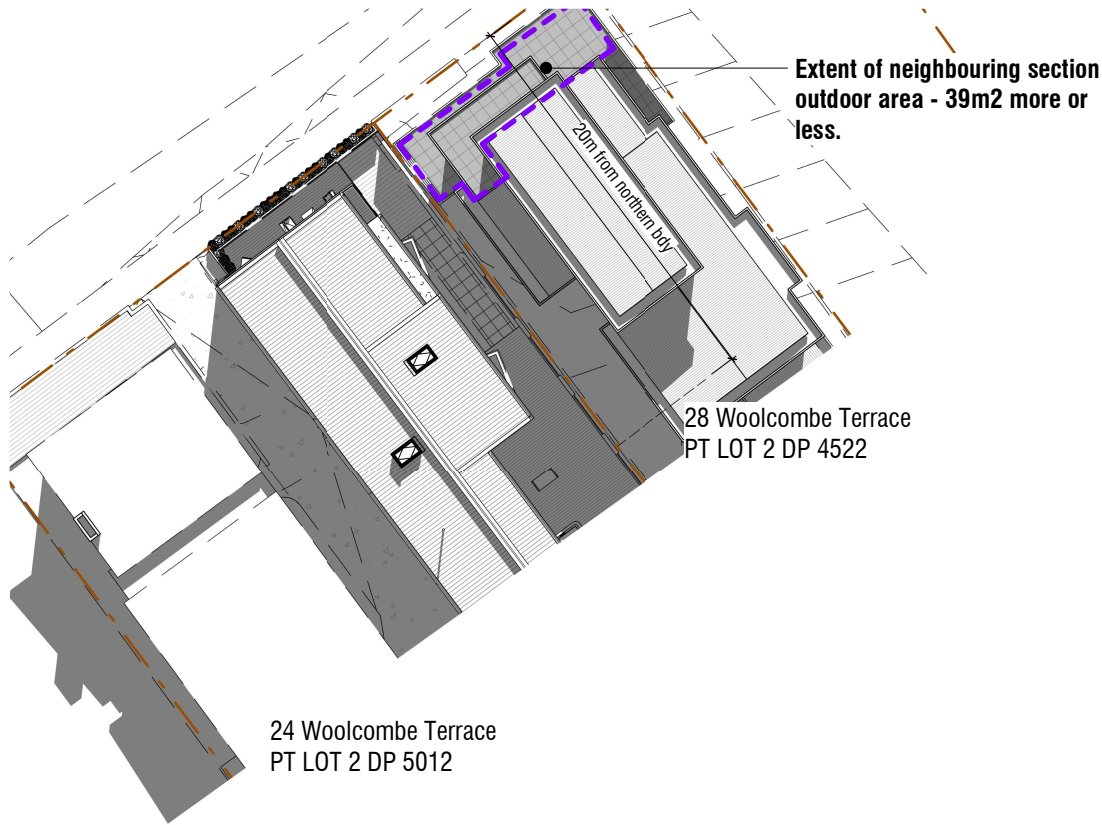 Extent of neighbouring section
outdoor area - 39m2 more or
less.
20m from northern bdy
28 Woolcombe Terrace
PT LOT 2 DP 4522
24 Woolcombe Terrace
PT LOT 2 DP 5012